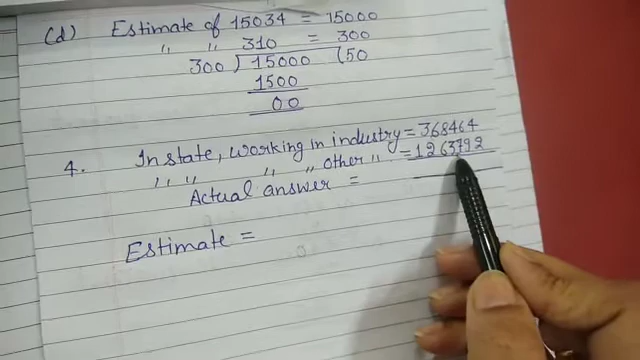 (d) Estimate of 15034 = 15000
" " 310 = 300
300 ) 15000 (50
1500
00
4. In state, working in industry = 368464
" " " " other " = 1263792
Actual answer =
Estimate =